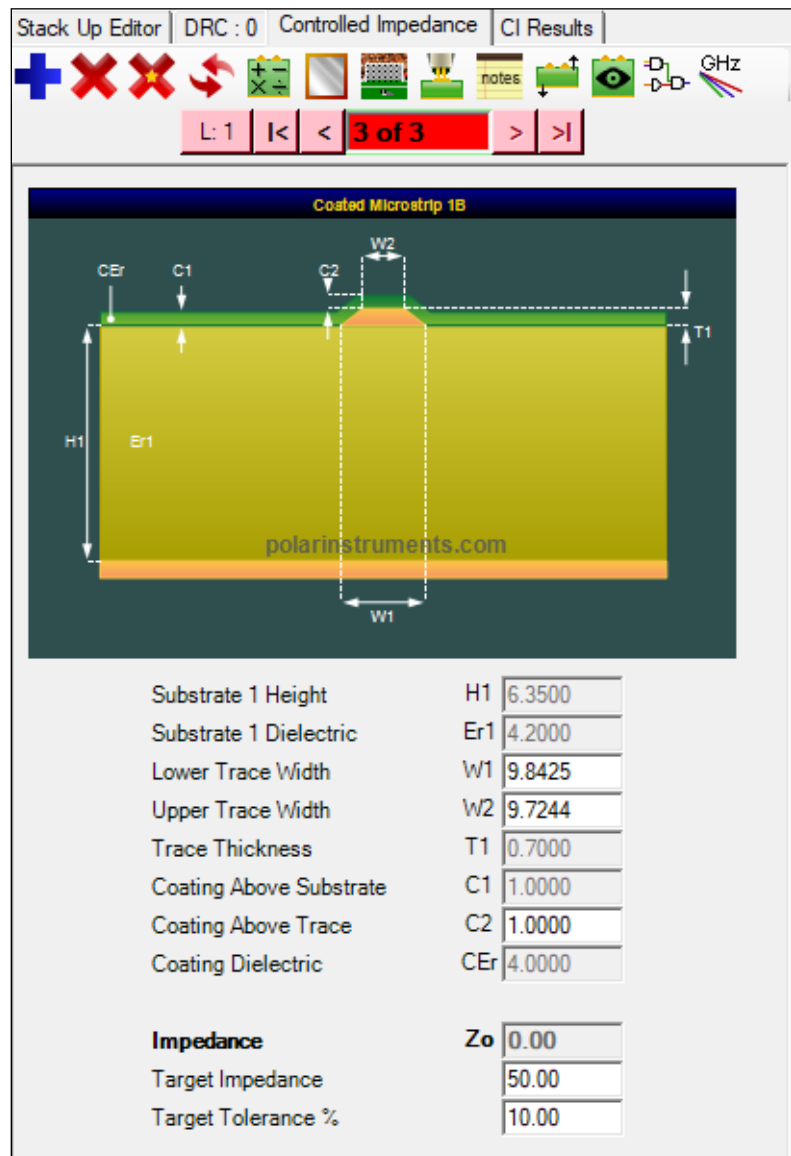 Stack Up Editor DRC : 0 Controlled Impedance CI Results
notes GHz
L: 1 |< < 3 of 3 > >|
Coated Microstrip 1B
W2
CEr C1 C2
T1
H1 Er1
polarinstruments.com
W1
Substrate 1 Height H1 6.3500
Substrate 1 Dielectric Er1 4.2000
Lower Trace Width W1 9.8425
Upper Trace Width W2 9.7244
Trace Thickness T1 0.7000
Coating Above Substrate C1 1.0000
Coating Above Trace C2 1.0000
Coating Dielectric CEr 4.0000
Impedance Zo 0.00
Target Impedance 50.00
Target Tolerance % 10.00